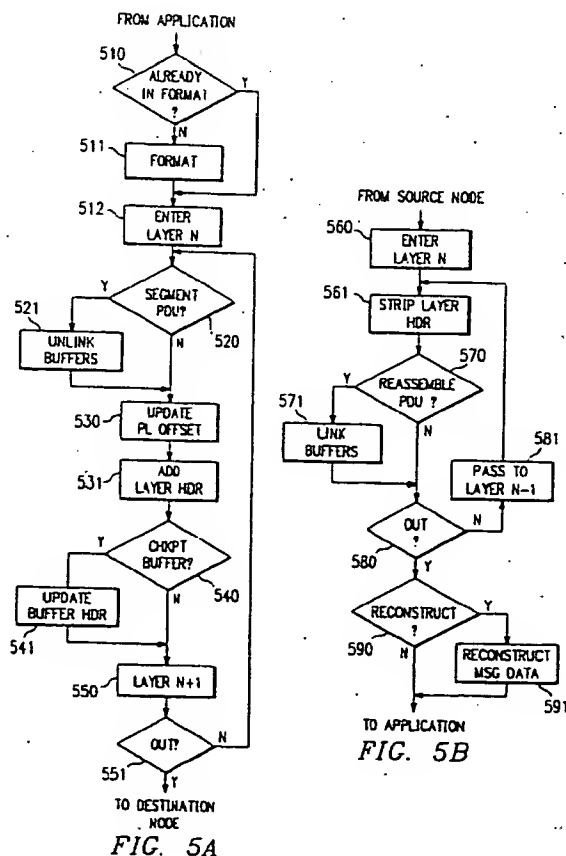 FROM APPLICATION
510
ALREADY
IN FORMAT
?
Y
N
511
FORMAT
512
ENTER
LAYER N
SEGMENT
PDU?
520
Y
N
521
UNLINK
BUFFERS
530
UPDATE
PL OFFSET
531
ADD
LAYER HDR
CHKPT
BUFFER?
540
Y
N
541
UPDATE
BUFFER HDR
550
LAYER N+1
OUT?
551
N
Y
TO DESTINATION
NODE
FIG. 5A
FROM SOURCE NODE
560
ENTER
LAYER N
561
STRIP LAYER
HDR
570
REASSEMBLE
PDU ?
Y
N
571
LINK
BUFFERS
581
PASS TO
LAYER N-1
OUT
?
580
N
Y
RECONSTRUCT
?
590
Y
N
RECONSTRUCT
MSG DATA
591
TO APPLICATION
FIG. 5B